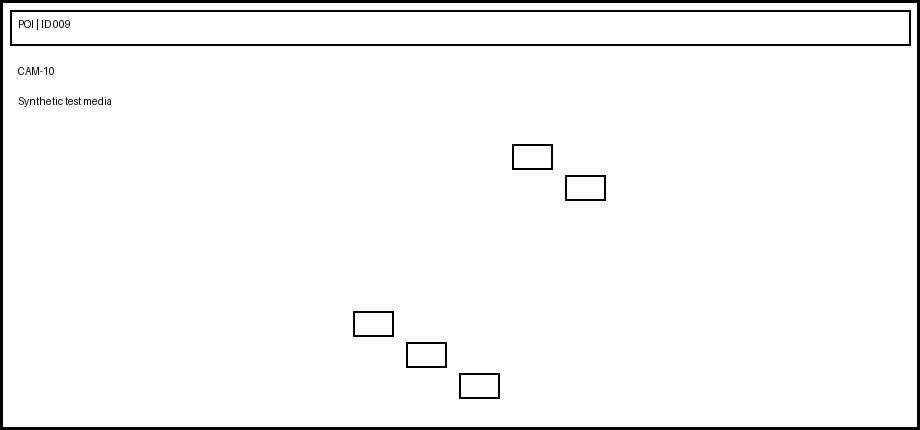 POI | ID 009
CAM-10
Synthetic test media